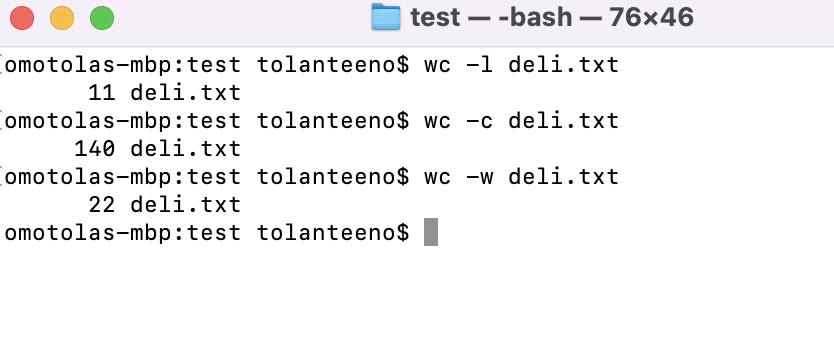 test — -bash — 76×46
omotolas-mbp:test tolanteeno$ wc -l deli.txt
      11 deli.txt
omotolas-mbp:test tolanteeno$ wc -c deli.txt
     140 deli.txt
omotolas-mbp:test tolanteeno$ wc -w deli.txt
      22 deli.txt
omotolas-mbp:test tolanteeno$